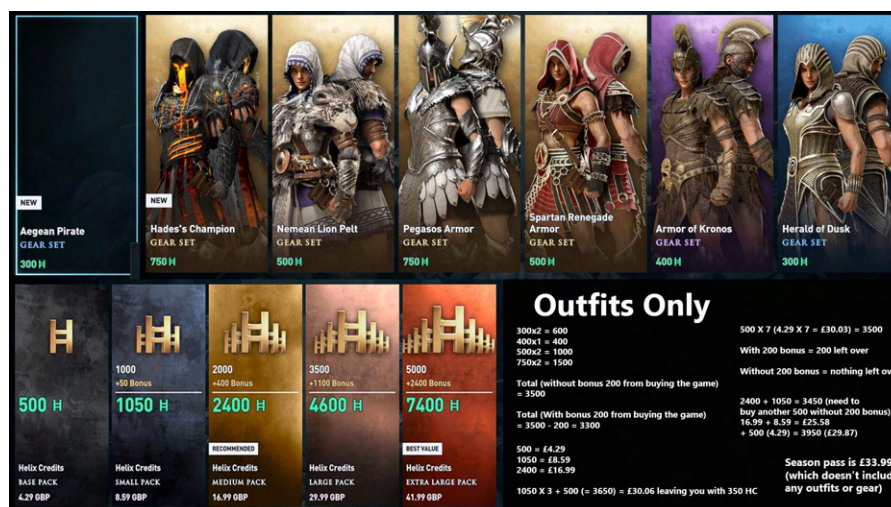 NEW
Aegean Pirate
GEAR SET
300 H
NEW
Hades's Champion
GEAR SET
750 H
Nemean Lion Pelt
GEAR SET
500 H
Pegasos Armor
GEAR SET
750 H
Spartan Renegade
Armor
GEAR SET
500 H
Armor of Kronos
GEAR SET
400 H
Herald of Dusk
GEAR SET
300 H
500 H
Helix Credits
BASE PACK
4.29 GBP
1000
+50 Bonus
1050 H
Helix Credits
SMALL PACK
8.59 GBP
2000
+400 Bonus
2400 H
RECOMMENDED
Helix Credits
MEDIUM PACK
16.99 GBP
3500
+1100 Bonus
4600 H
Helix Credits
LARGE PACK
29.99 GBP
5000
+2400 Bonus
7400 H
BEST VALUE
Helix Credits
EXTRA LARGE PACK
41.99 GBP
Outfits Only
300x2 = 600
400x1 = 400
500x2 = 1000
750x2 = 1500
Total (without bonus 200 from buying the game)
= 3500
Total (With bonus 200 from buying the game)
= 3500 - 200 = 3300
500 = £4.29
1050 = £8.59
2400 = £16.99
1050 X 3 + 500 (= 3650) = £30.06 leaving you with 350 HC
500 X 7 (4.29 X 7 = £30.03) = 3500
With 200 bonus = 200 left over
Without 200 bonus = nothing left ov
2400 + 1050 = 3450 (need to
buy another 500 without 200 bonus)
16.99 + 8.59 = £25.58
+ 500 (4.29) = 3950 (£29.87)
Season pass is £33.99
(which doesn't includ
any outfits or gear)